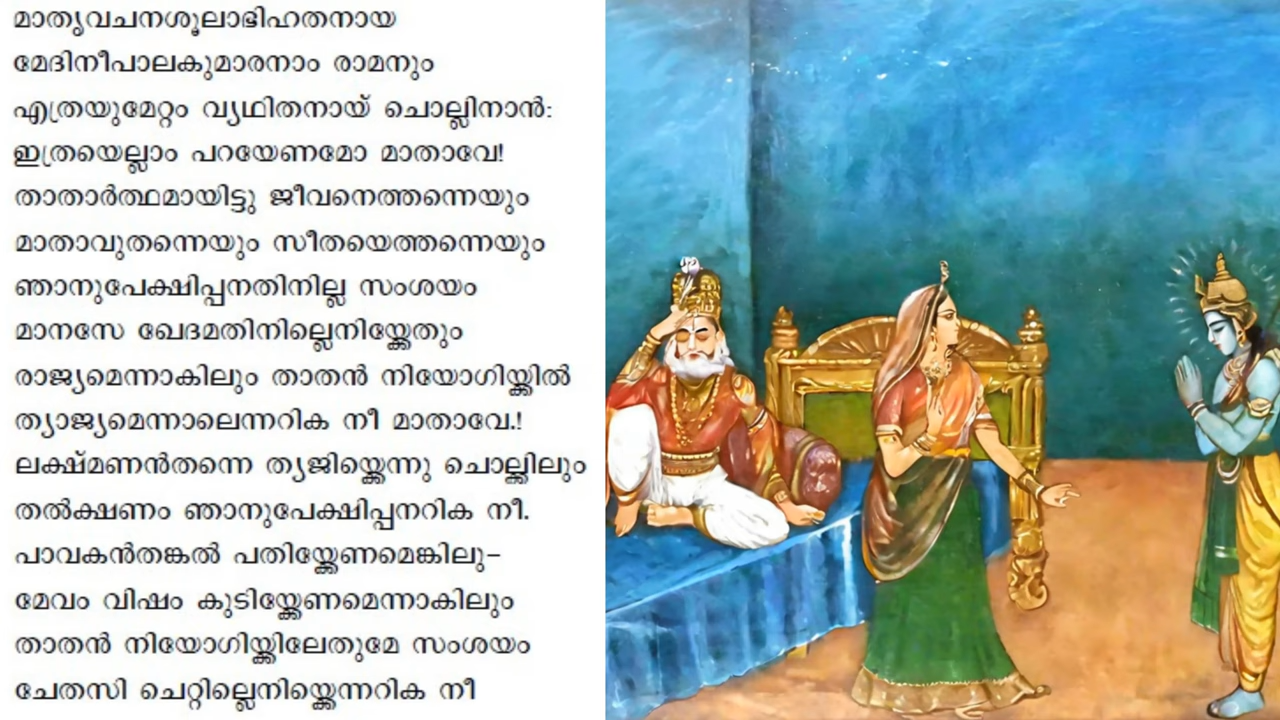 മാതൃവചനശൂലാഭിഹതനായ
മേദിനീപാലകുമാരനാം രാമനും
എത്രയുമേറ്റം വ്യഥിതനായ് ചൊല്ലിനാൻ:
ഇത്രയെല്ലാം പറയേണമോ മാതാവേ!
താതാർത്ഥമായിട്ടു ജീവനെത്തന്നെയും
മാതാവുതന്നെയും സീതയെത്തന്നെയും
ഞാനുപേക്ഷിപ്പനതിനില്ല സംശയം
മാനസേ ഖേദമതിനില്ലെനിയ്ക്കേതും
രാജ്യമെന്നാകിലും താതൻ നിയോഗിയ്ക്കിൽ
ത്യാജ്യമെന്നാലെന്നറിക നീ മാതാവേ.!
ലക്ഷ്മണൻതന്നെ ത്യജിയ്ക്കെന്നു ചൊല്ക്കിലും
തൽക്ഷണം ഞാനുപേക്ഷിപ്പനറിക നീ.
പാവകൻതങ്കൽ പതിയ്ക്കേണമെങ്കിലു–
മേവം വിഷം കുടിയ്ക്കേണമെന്നാകിലും
താതൻ നിയോഗിയ്ക്കിലേതുമേ സംശയം
ചേതസി ചെറ്റില്ലെനിയ്ക്കെന്നറിക നീ